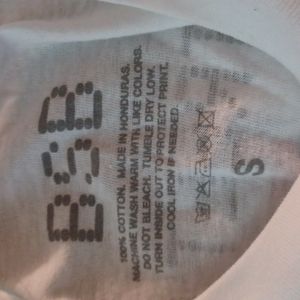 BSB
100% COTTON. MADE IN HONDURAS.
MACHINE WASH WARM WITH LIKE COLORS.
DO NOT BLEACH. TUMBLE DRY LOW.
TURN INSIDE OUT TO PROTECT PRINT.
COOL IRON IF NEEDED.
S